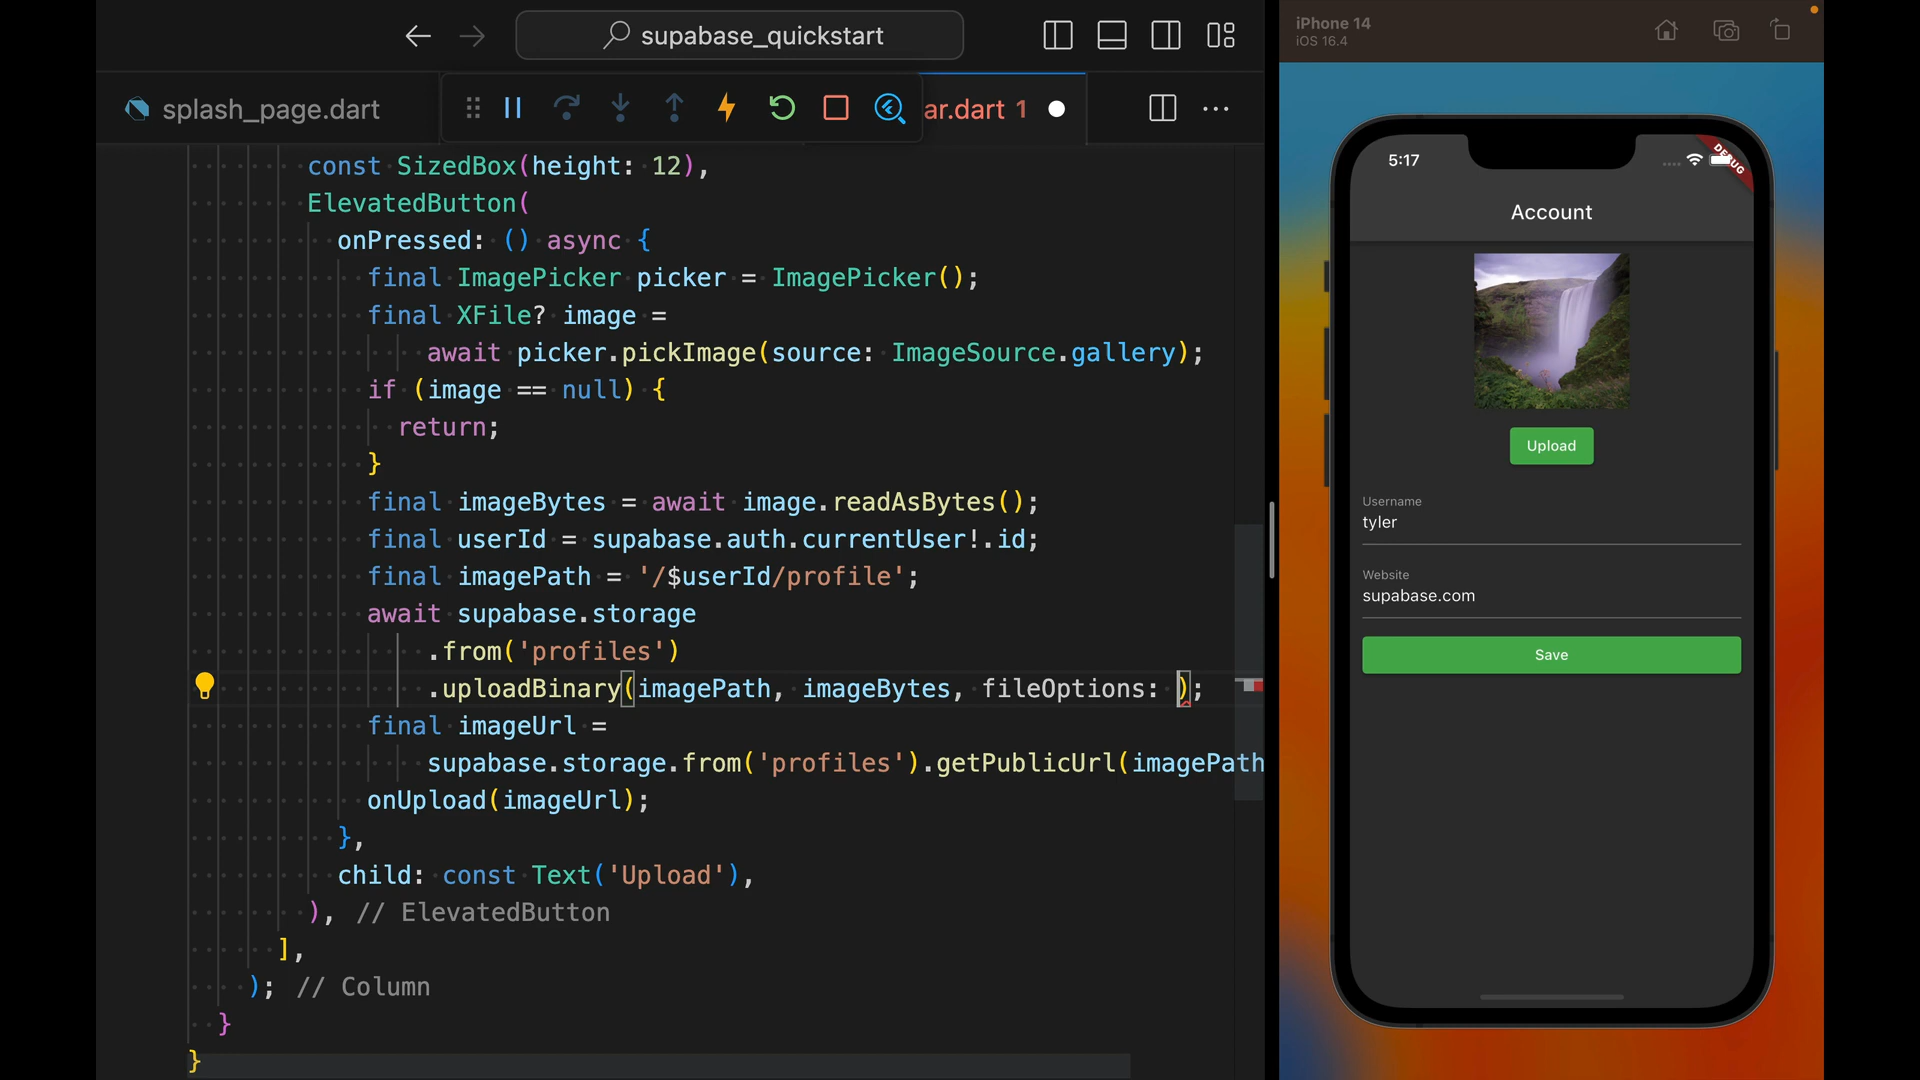 supabase_quickstart
splash_page.dart
ar.dart 1
const SizedBox(height: 12),
ElevatedButton(
onPressed: () async {
final ImagePicker picker = ImagePicker();
final XFile? image =
await picker.pickImage(source: ImageSource.gallery);
if (image == null) {
return;
}
final imageBytes = await image.readAsBytes();
final userId = supabase.auth.currentUser!.id;
final imagePath = '/$userId/profile';
await supabase.storage
.from('profiles')
.uploadBinary(imagePath, imageBytes, fileOptions: );
final imageUrl =
supabase.storage.from('profiles').getPublicUrl(imagePath
onUpload(imageUrl);
},
child: const Text('Upload'),
), // ElevatedButton
],
); // Column
}
}
iPhone 14
iOS 16.4
5:17
DEBUG
Account
Upload
Username
tyler
Website
supabase.com
Save